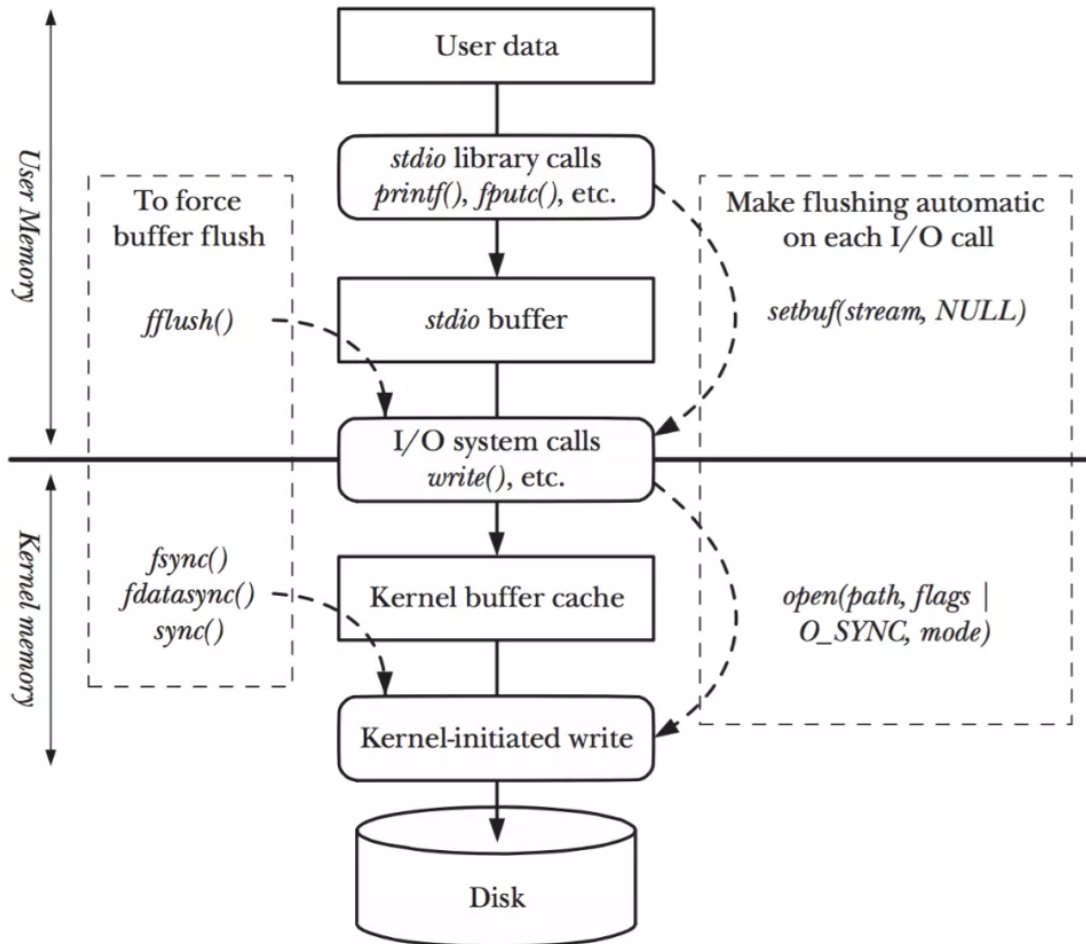 User data
stdio library calls
printf(), fputc(), etc.
User Memory
To force
buffer flush
Make flushing automatic
on each I/O call
fflush()
stdio buffer
setbuf(stream, NULL)
I/O system calls
write(), etc.
Kernel memory
fsync()
fdatasync()
sync()
Kernel buffer cache
open(path, flags |
O_SYNC, mode)
Kernel-initiated write
Disk